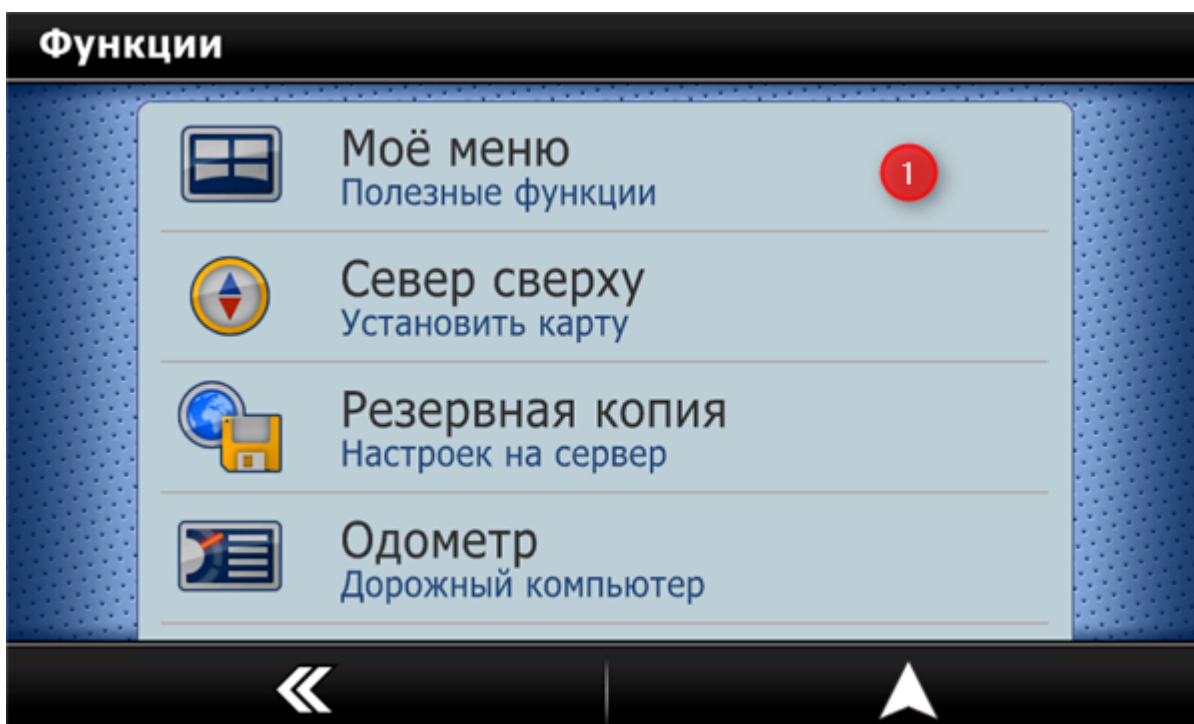 Функции
Моё меню
Полезные функции
1
Север сверху
Установить карту
Резервная копия
Настроек на сервер
Одометр
Дорожный компьютер